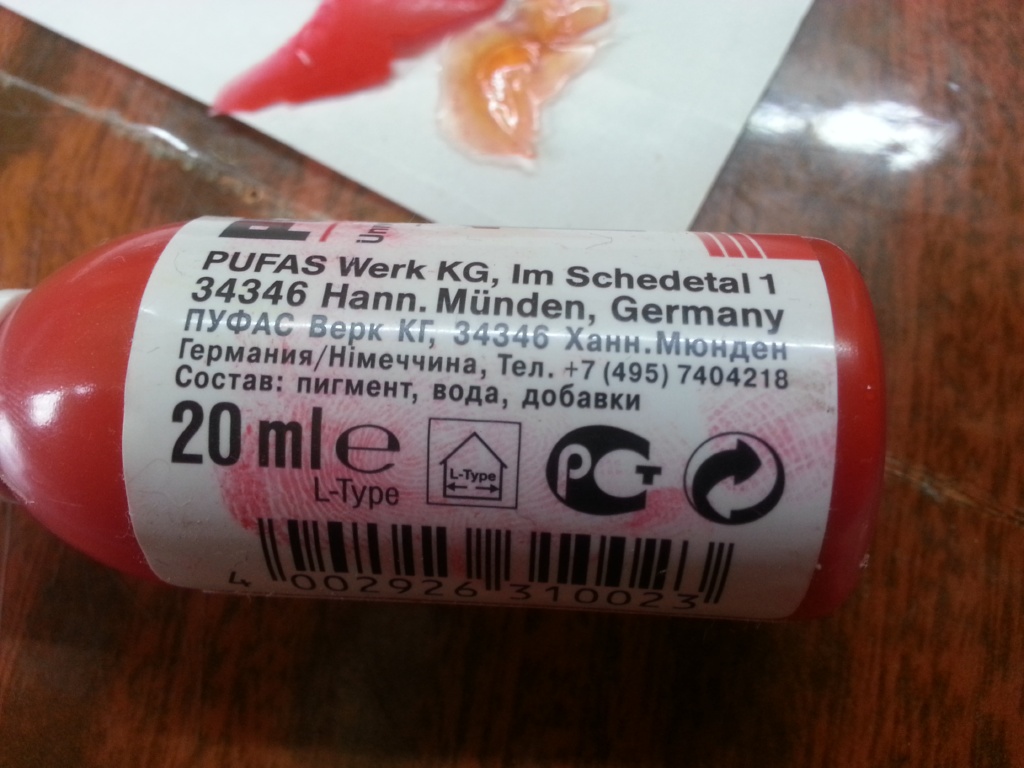 PUFAS Werk KG, Im Schedetal 1
34346 Hann. Münden, Germany
ПУФАС Верк КГ, 34346 Ханн.Мюнден
Германия/Німеччина, Тел. +7 (495) 7404218
Состав: пигмент, вода, добавки
20 ml ℮
L-Type
L-Type
РСТ
4 002926 310023